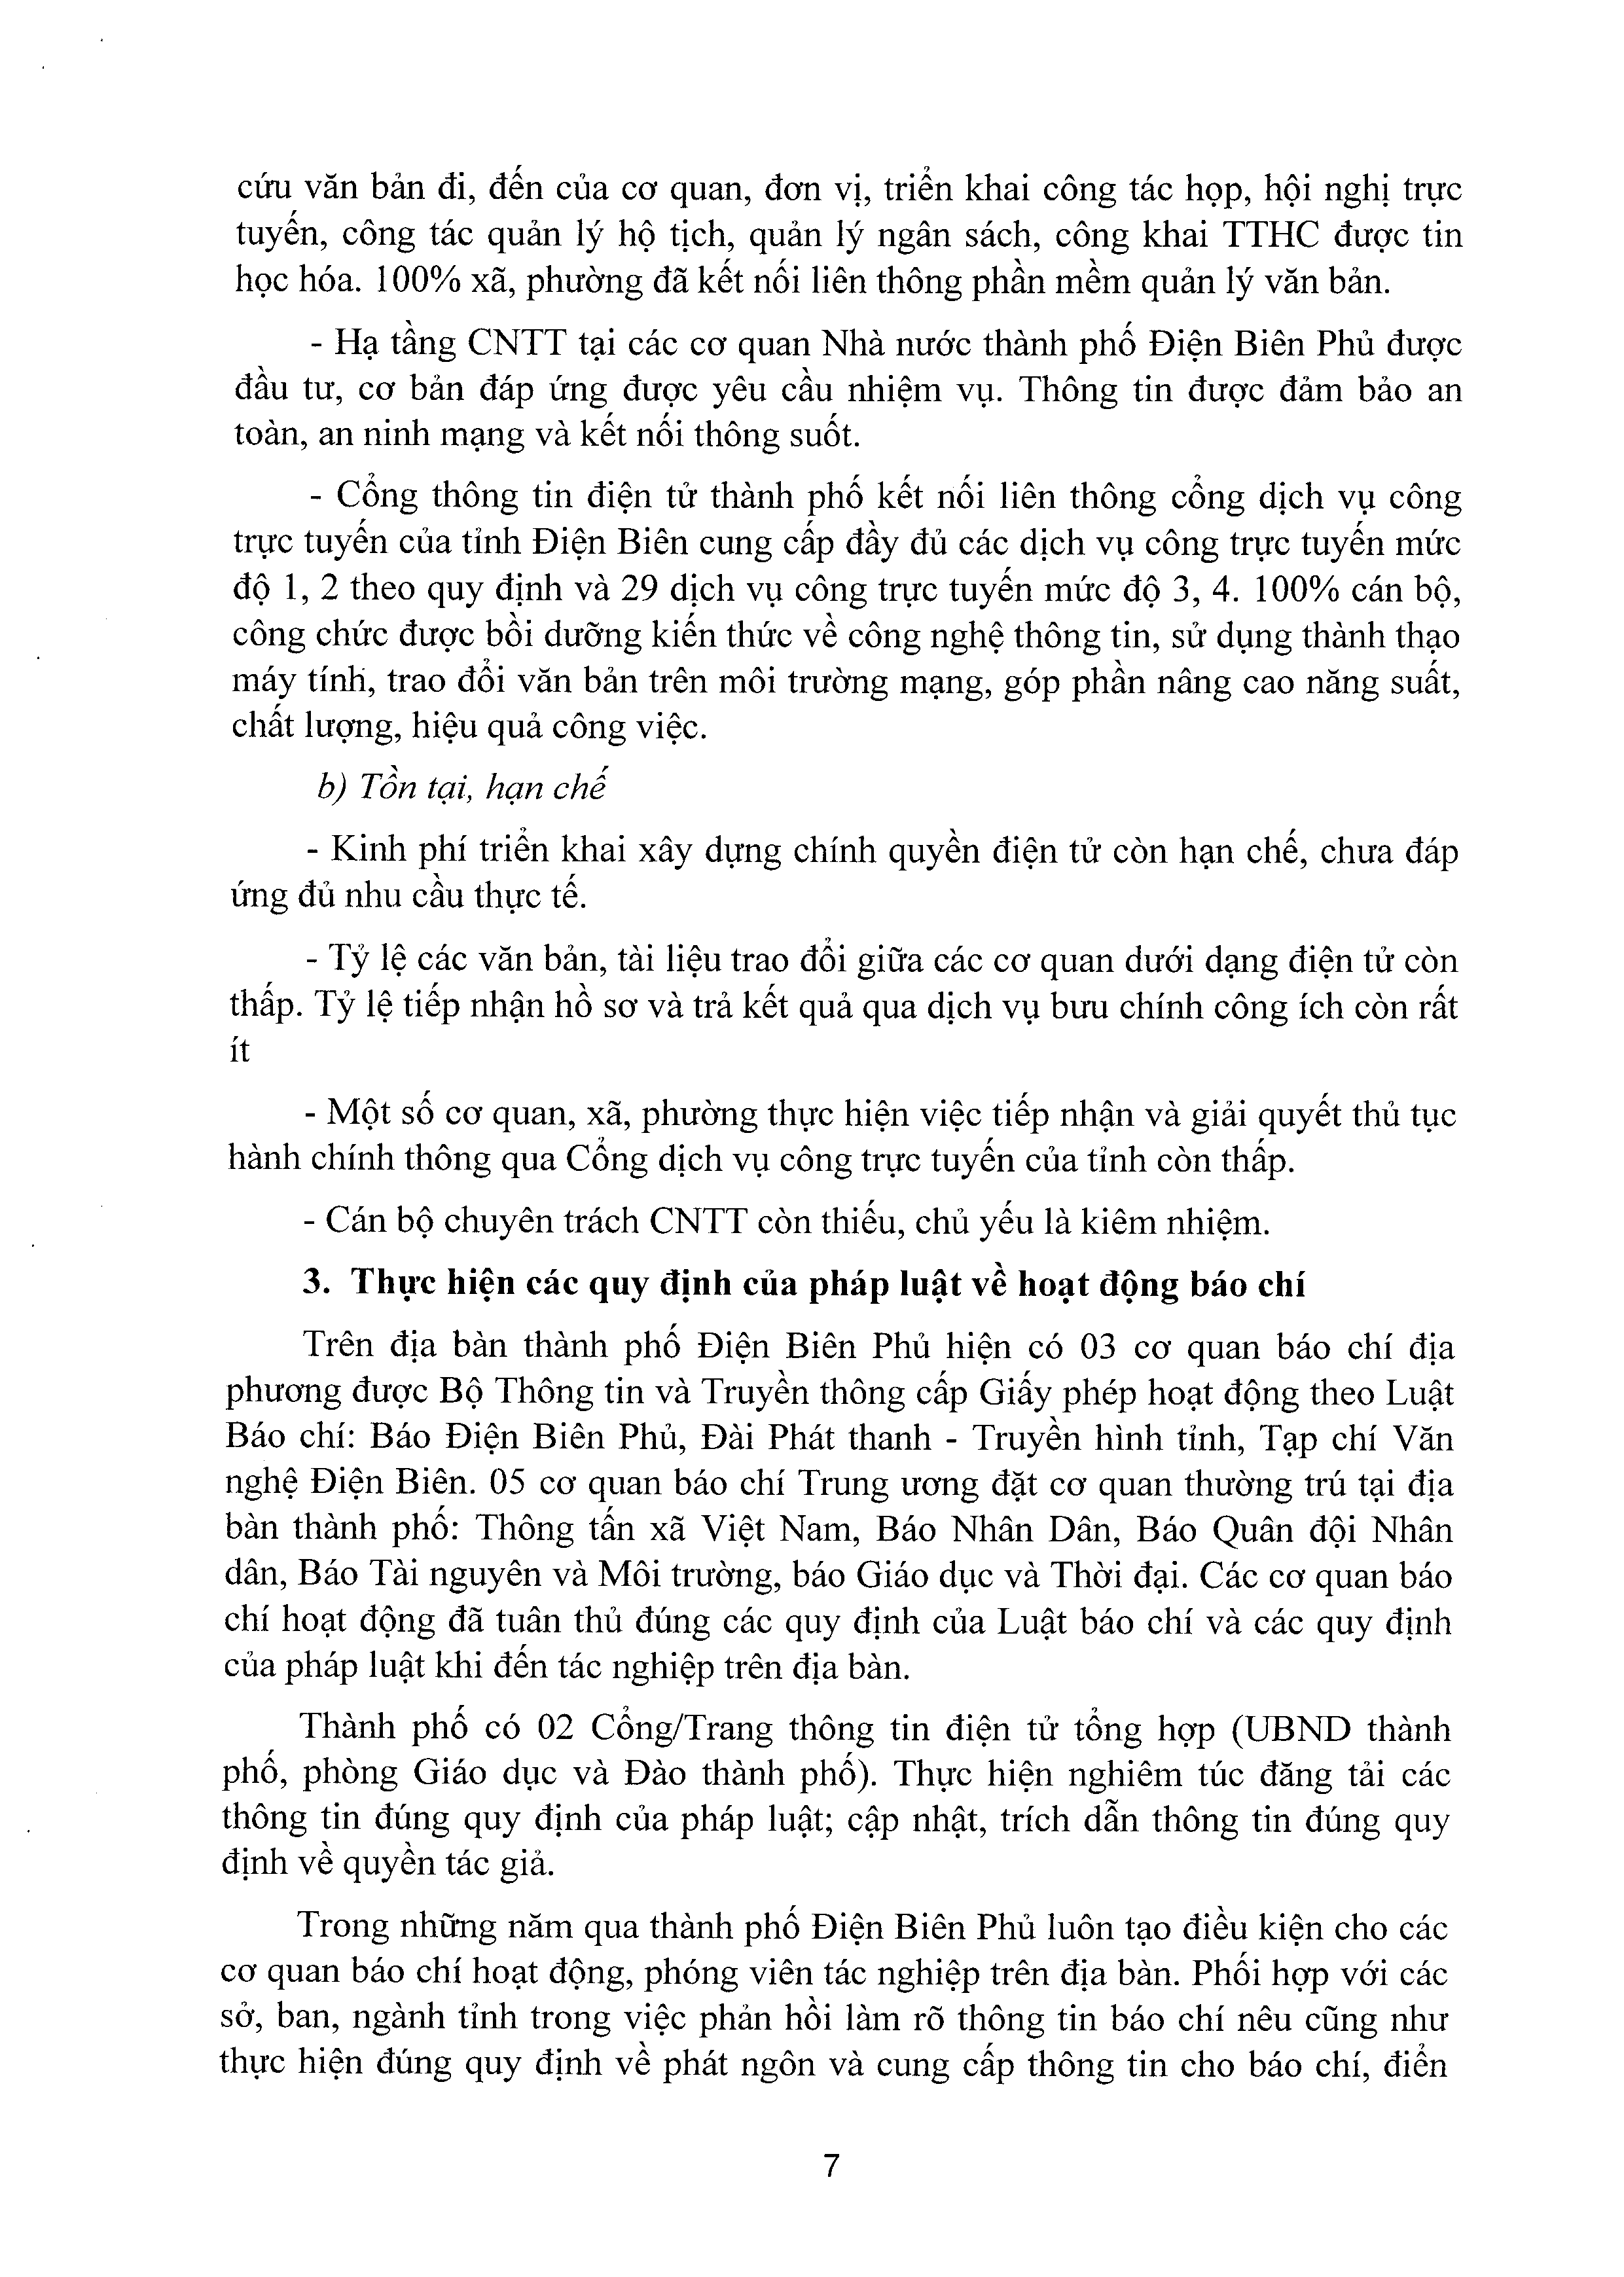 cứu văn bản đi, đến của cơ quan, đơn vị, triển khai công tác họp, hội nghị trực
tuyến, công tác quản lý hộ tịch, quản lý ngân sách, công khai TTHC được tin
học hóa. 100% xã, phường đã kết nối liên thông phần mềm quản lý văn bản.
- Hạ tầng CNTT tại các cơ quan Nhà nước thành phố Điện Biên Phủ được
đầu tư, cơ bản đáp ứng được yêu cầu nhiệm vụ. Thông tin được đảm bảo an
toàn, an ninh mạng và kết nối thông suốt.
- Cổng thông tin điện tử thành phố kết nối liên thông cổng dịch vụ công
trực tuyến của tỉnh Điện Biên cung cấp đầy đủ các dịch vụ công trực tuyến mức
độ 1, 2 theo quy định và 29 dịch vụ công trực tuyến mức độ 3, 4. 100% cán bộ,
công chức được bồi dưỡng kiến thức về công nghệ thông tin, sử dụng thành thạo
máy tính, trao đổi văn bản trên môi trường mạng, góp phần nâng cao năng suất,
chất lượng, hiệu quả công việc.
b) Tồn tại, hạn chế
- Kinh phí triển khai xây dựng chính quyền điện tử còn hạn chế, chưa đáp
ứng đủ nhu cầu thực tế.
- Tỷ lệ các văn bản, tài liệu trao đổi giữa các cơ quan dưới dạng điện tử còn
thấp. Tỷ lệ tiếp nhận hồ sơ và trả kết quả qua dịch vụ bưu chính công ích còn rất
ít
- Một số cơ quan, xã, phường thực hiện việc tiếp nhận và giải quyết thủ tục
hành chính thông qua Cổng dịch vụ công trực tuyến của tỉnh còn thấp.
- Cán bộ chuyên trách CNTT còn thiếu, chủ yếu là kiêm nhiệm.
3. Thực hiện các quy định của pháp luật về hoạt động báo chí
Trên địa bàn thành phố Điện Biên Phủ hiện có 03 cơ quan báo chí địa
phương được Bộ Thông tin và Truyền thông cấp Giấy phép hoạt động theo Luật
Báo chí: Báo Điện Biên Phủ, Đài Phát thanh - Truyền hình tỉnh, Tạp chí Văn
nghệ Điện Biên. 05 cơ quan báo chí Trung ương đặt cơ quan thường trú tại địa
bàn thành phố: Thông tấn xã Việt Nam, Báo Nhân Dân, Báo Quân đội Nhân
dân, Báo Tài nguyên và Môi trường, báo Giáo dục và Thời đại. Các cơ quan báo
chí hoạt động đã tuân thủ đúng các quy định của Luật báo chí và các quy định
của pháp luật khi đến tác nghiệp trên địa bàn.
Thành phố có 02 Cổng/Trang thông tin điện tử tổng hợp (UBND thành
phố, phòng Giáo dục và Đào thành phố). Thực hiện nghiêm túc đăng tải các
thông tin đúng quy định của pháp luật; cập nhật, trích dẫn thông tin đúng quy
định về quyền tác giả.
Trong những năm qua thành phố Điện Biên Phủ luôn tạo điều kiện cho các
cơ quan báo chí hoạt động, phóng viên tác nghiệp trên địa bàn. Phối hợp với các
sở, ban, ngành tỉnh trong việc phản hồi làm rõ thông tin báo chí nêu cũng như
thực hiện đúng quy định về phát ngôn và cung cấp thông tin cho báo chí, điển
7